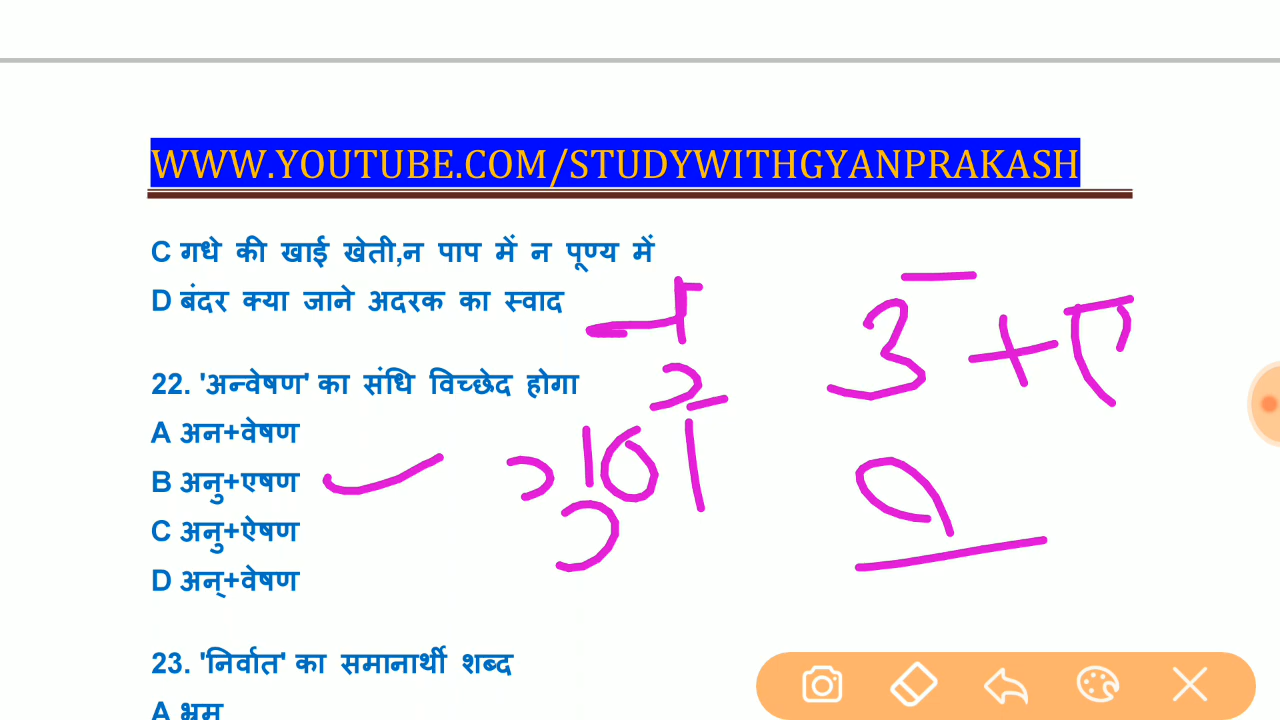 WWW.YOUTUBE.COM/STUDYWITHGYANPRAKASH
C गधे की खाई खेती,न पाप में न पूण्य में
D बंदर क्या जाने अदरक का स्वाद
22. 'अन्वेषण' का संधि विच्छेद होगा
A अन+वेषण
B अनु+एषण
C अनु+ऐषण
D अन्+वेषण
23. 'निर्वात' का समानार्थी शब्द
A भ्रम